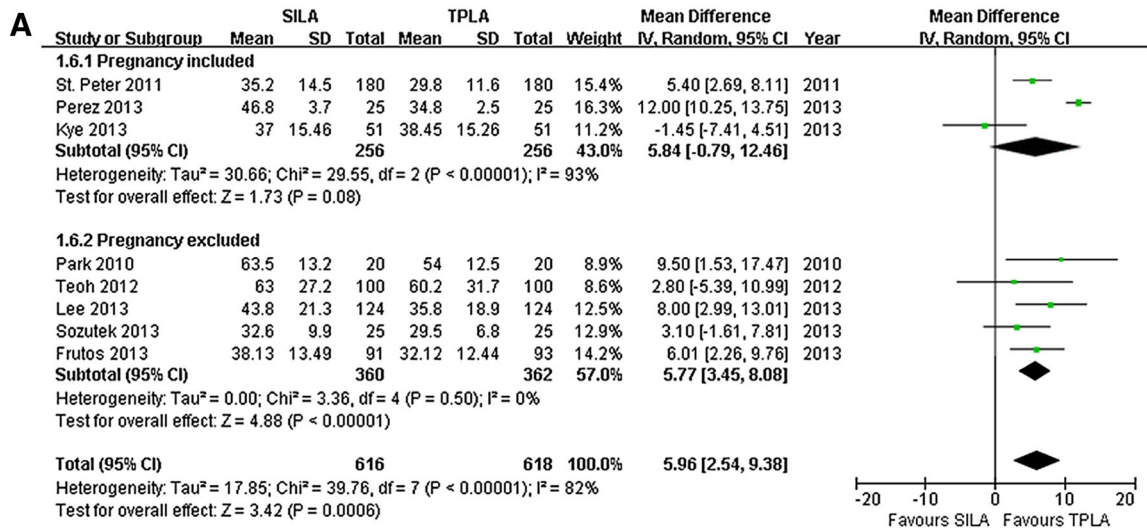 A
SILA TPLA Mean Difference Mean Difference
Study or Subgroup Mean SD Total Mean SD Total Weight IV, Random, 95% CI Year IV, Random, 95% CI
1.6.1 Pregnancy included
St. Peter 2011 35.2 14.5 180 29.8 11.6 180 15.4% 5.40 [2.69, 8.11] 2011
Perez 2013 46.8 3.7 25 34.8 2.5 25 16.3% 12.00 [10.25, 13.75] 2013
Kye 2013 37 15.46 51 38.45 15.26 51 11.2% -1.45 [-7.41, 4.51] 2013
Subtotal (95% CI) 256 256 43.0% 5.84 [-0.79, 12.46]
Heterogeneity: Tau² = 30.66; Chi² = 29.55, df = 2 (P < 0.00001); I² = 93%
Test for overall effect: Z = 1.73 (P = 0.08)
1.6.2 Pregnancy excluded
Park 2010 63.5 13.2 20 54 12.5 20 8.9% 9.50 [1.53, 17.47] 2010
Teoh 2012 63 27.2 100 60.2 31.7 100 8.6% 2.80 [-5.39, 10.99] 2012
Lee 2013 43.8 21.3 124 35.8 18.9 124 12.5% 8.00 [2.99, 13.01] 2013
Sozutek 2013 32.6 9.9 25 29.5 6.8 25 12.9% 3.10 [-1.61, 7.81] 2013
Frutos 2013 38.13 13.49 91 32.12 12.44 93 14.2% 6.01 [2.26, 9.76] 2013
Subtotal (95% CI) 360 362 57.0% 5.77 [3.45, 8.08]
Heterogeneity: Tau² = 0.00; Chi² = 3.36, df = 4 (P = 0.50); I² = 0%
Test for overall effect: Z = 4.88 (P < 0.00001)
Total (95% CI) 616 618 100.0% 5.96 [2.54, 9.38]
Heterogeneity: Tau² = 17.85; Chi² = 39.76, df = 7 (P < 0.00001); I² = 82%
Test for overall effect: Z = 3.42 (P = 0.0006)
-20 -10 0 10 20
Favours SILA Favours TPLA